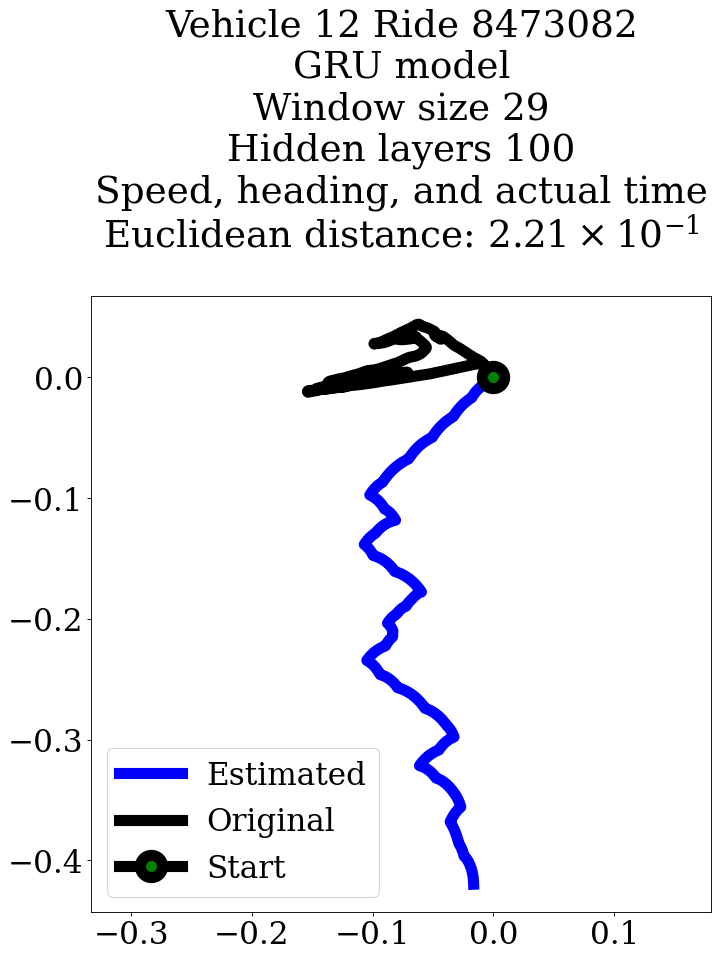 Vehicle 12 Ride 8473082
GRU model
Window size 29
Hidden layers 100
Speed, heading, and actual time
Euclidean distance: 2.21 × 10⁻¹
0.0
−0.1
−0.2
−0.3
−0.4
Estimated
Original
Start
−0.3 −0.2 −0.1 0.0 0.1